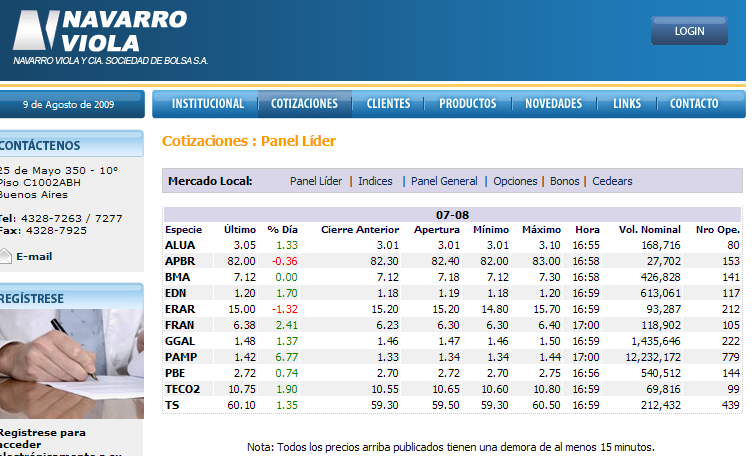 NAVARRO
VIOLA
NAVARRO VIOLA Y CIA. SOCIEDAD DE BOLSA S.A.
LOGIN
9 de Agosto de 2009
INSTITUCIONAL | COTIZACIONES | CLIENTES | PRODUCTOS | NOVEDADES | LINKS | CONTACTO
CONTÁCTENOS
25 de Mayo 350 - 10º
Piso C1002ABH
Buenos Aires
Tel: 4328-7263 / 7277
Fax: 4328-7925
E-mail
REGÍSTRESE
Registrese para
acceder
Cotizaciones : Panel Líder
Mercado Local: Panel Líder | Indices | Panel General | Opciones | Bonos | Cedears
07-08
Especie Último % Día Cierre Anterior Apertura Mínimo Máximo Hora Vol. Nominal Nro Ope.
ALUA 3.05 1.33 3.01 3.01 3.01 3.10 16:55 168,716 80
APBR 82.00 -0.36 82.30 82.40 82.00 83.00 16:58 27,702 153
BMA 7.12 0.00 7.12 7.18 7.12 7.30 16:58 426,828 141
EDN 1.20 1.70 1.18 1.19 1.18 1.20 16:59 613,061 117
ERAR 15.00 -1.32 15.20 15.20 14.80 15.70 16:59 93,287 212
FRAN 6.38 2.41 6.23 6.30 6.30 6.40 17:00 118,902 105
GGAL 1.48 1.37 1.46 1.47 1.46 1.50 16:59 1,435,646 222
PAMP 1.42 6.77 1.33 1.34 1.34 1.44 17:00 12,232,172 779
PBE 2.72 0.74 2.70 2.72 2.70 2.75 16:56 540,512 144
TECO2 10.75 1.90 10.55 10.65 10.60 10.80 16:59 69,816 99
TS 60.10 1.35 59.30 59.50 59.30 60.50 16:59 212,432 439
Nota: Todos los precios arriba publicados tienen una demora de al menos 15 minutos.